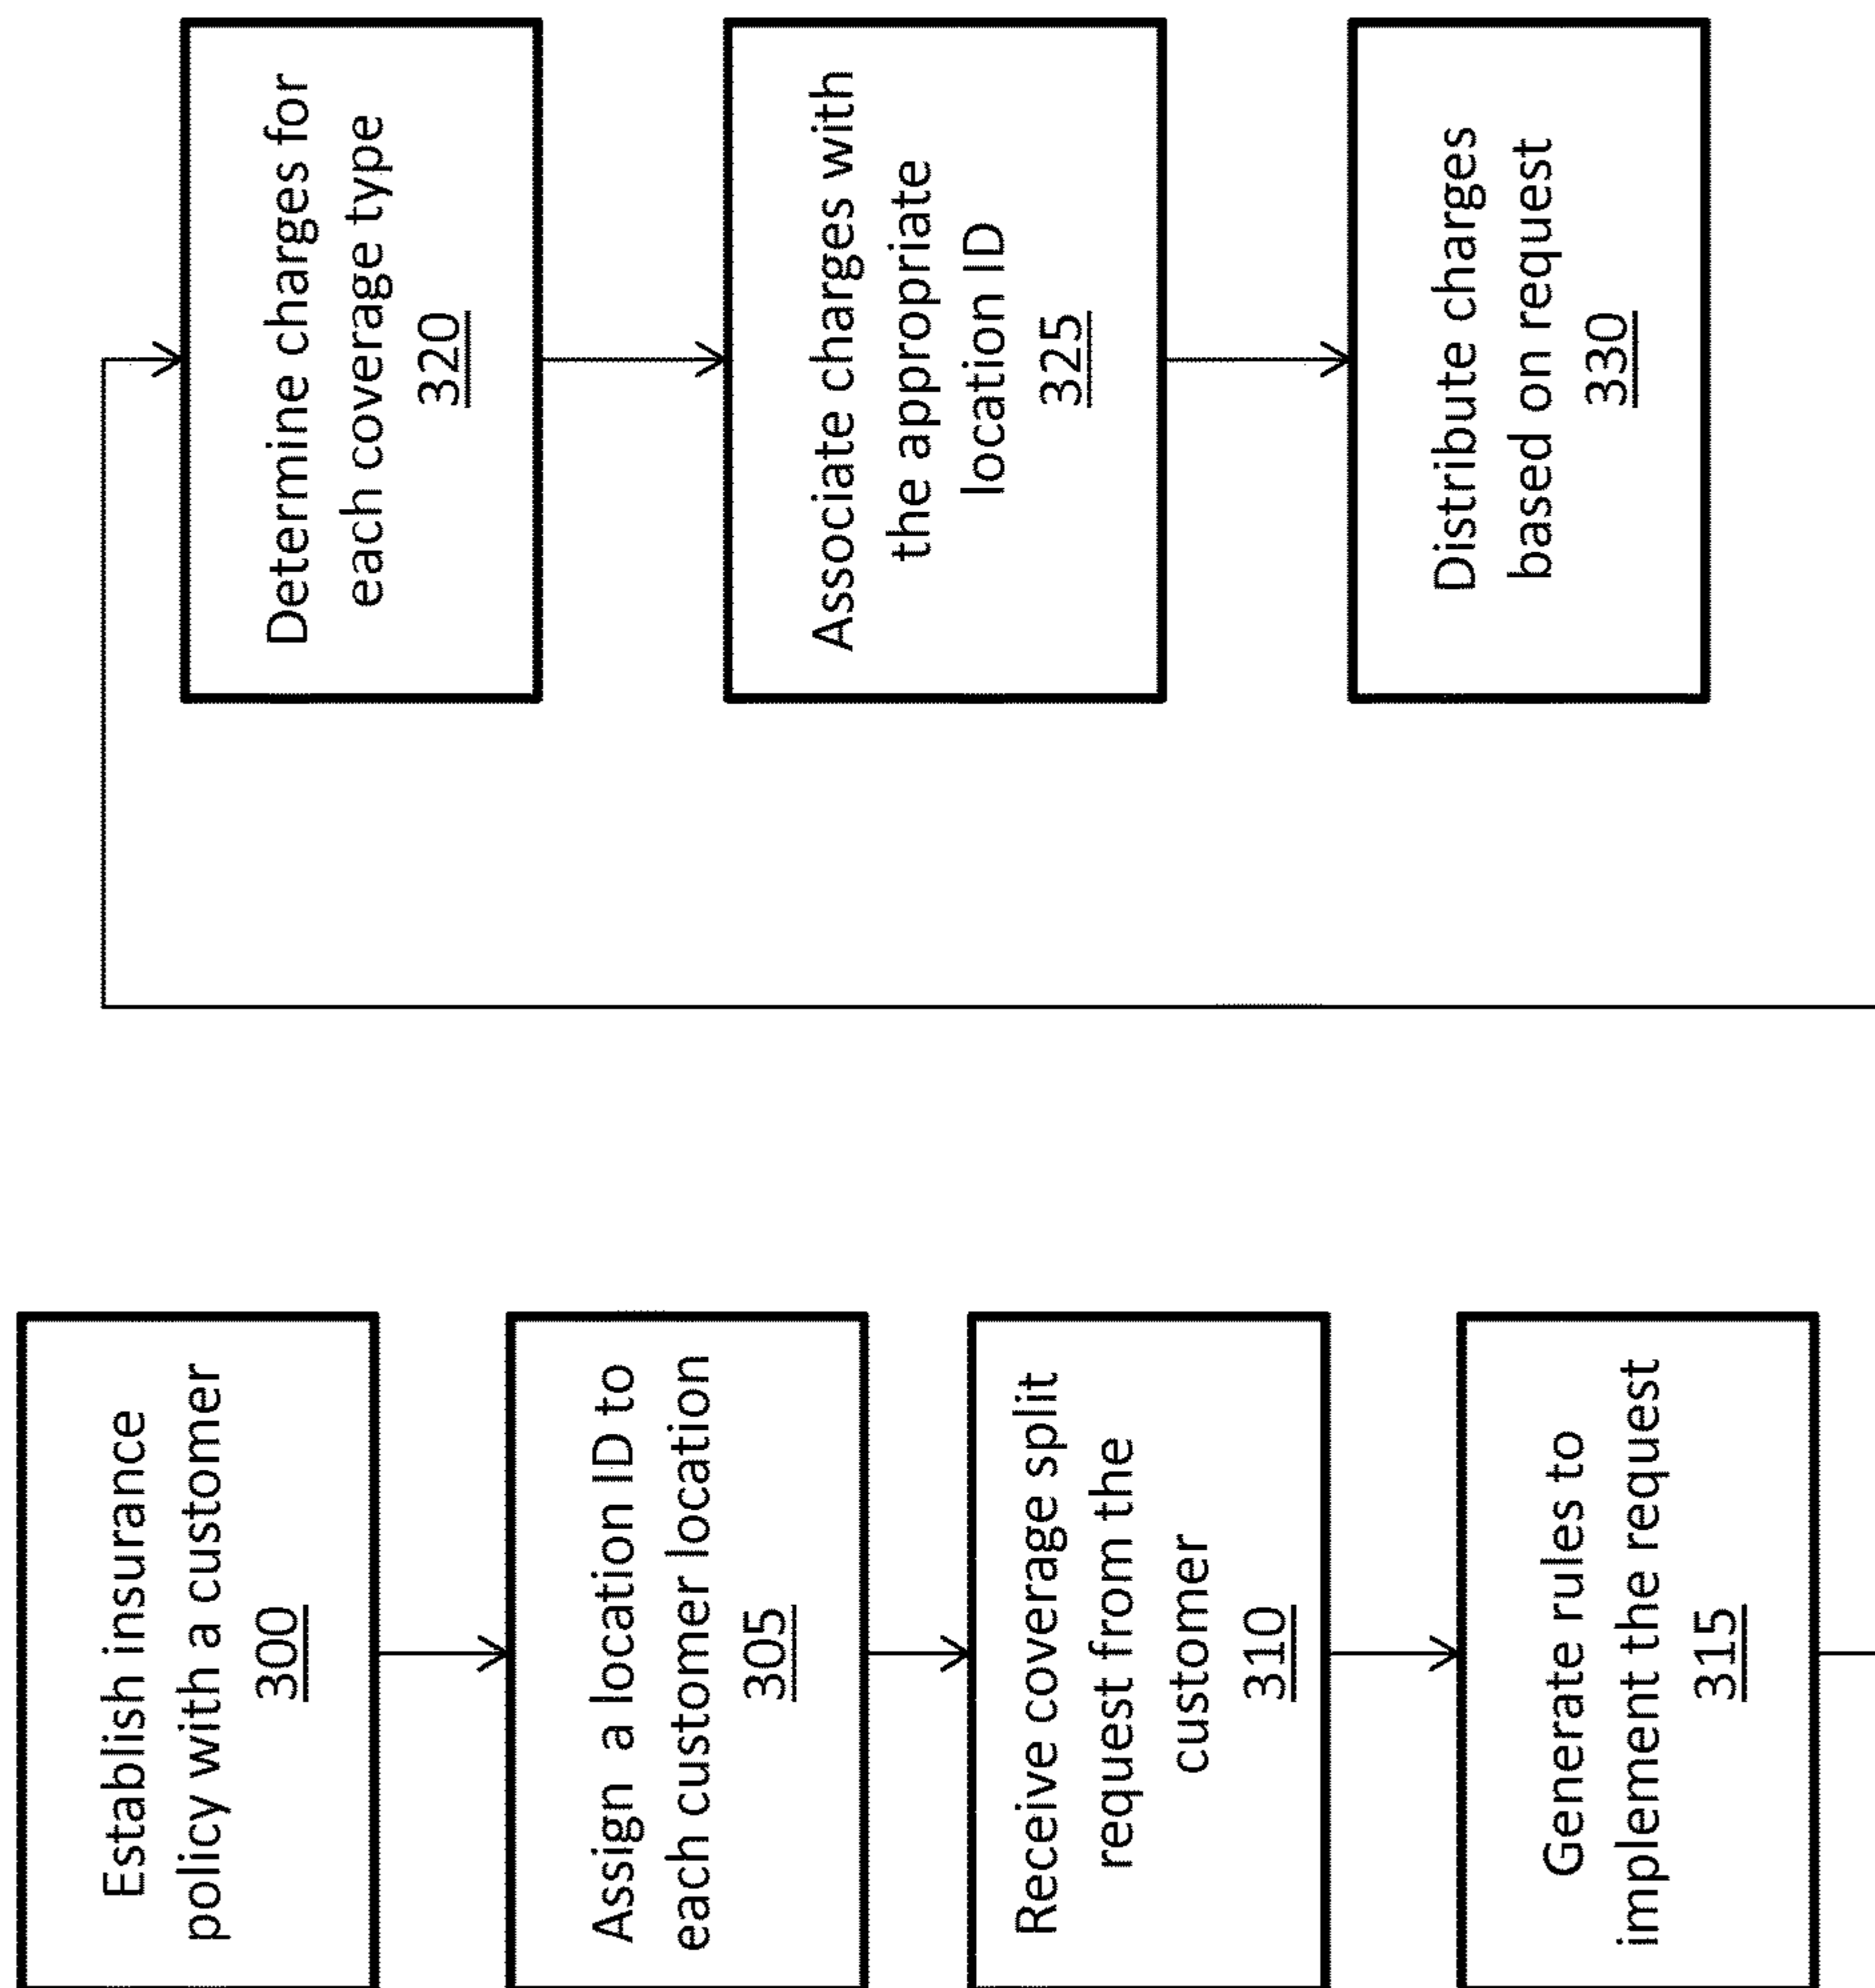 Establish insurance
policy with a customer
300
Assign a location ID to
each customer location
305
Receive coverage split
request from the
customer
310
Generate rules to
implement the request
315
Determine charges for
each coverage type
320
Associate charges with
the appropriate
location ID
325
Distribute charges
based on request
330